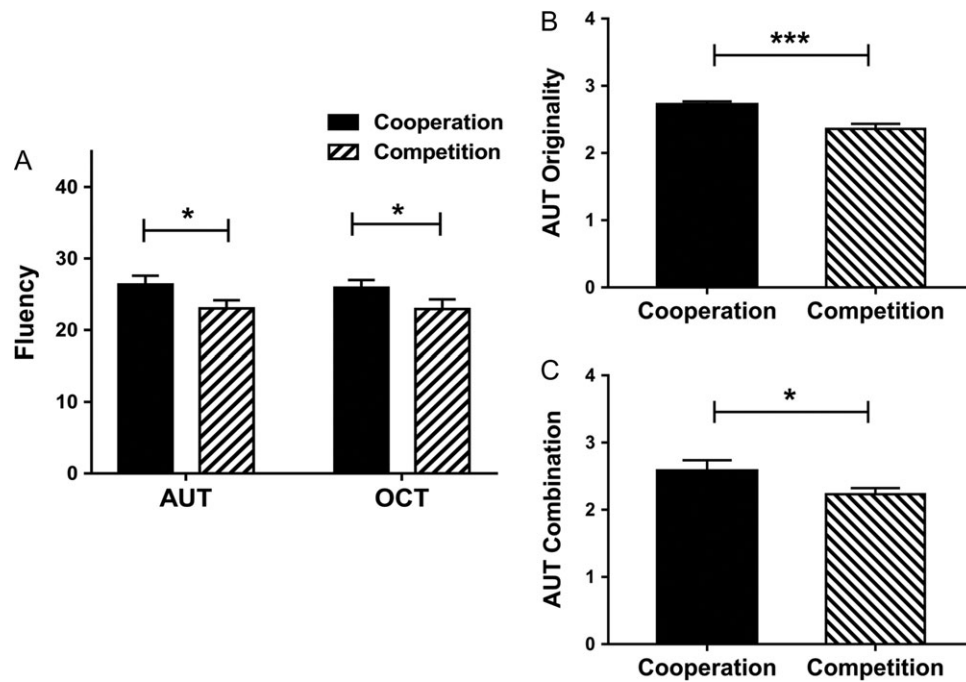 A
Cooperation
Competition
Fluency
40
30
20
10
0
*
*
AUT
OCT
B
AUT Originality
4
3
2
1
0
***
Cooperation
Competition
C
AUT Combination
4
3
2
1
0
*
Cooperation
Competition